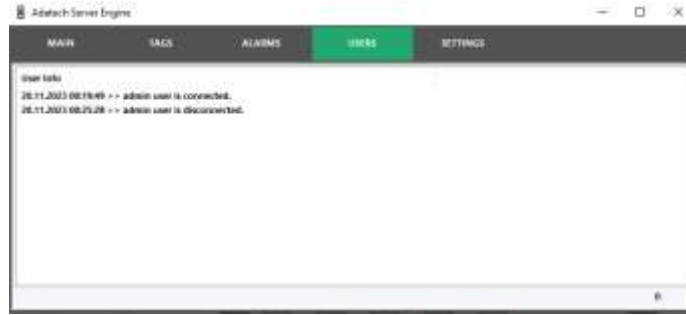 Adatech Server Engine
MAIN TAGS ALARMS USERS SETTINGS
User Info
20.11.2023 08:19:49 >> admin user is connected.
20.11.2023 08:25:28 >> admin user is disconnected.